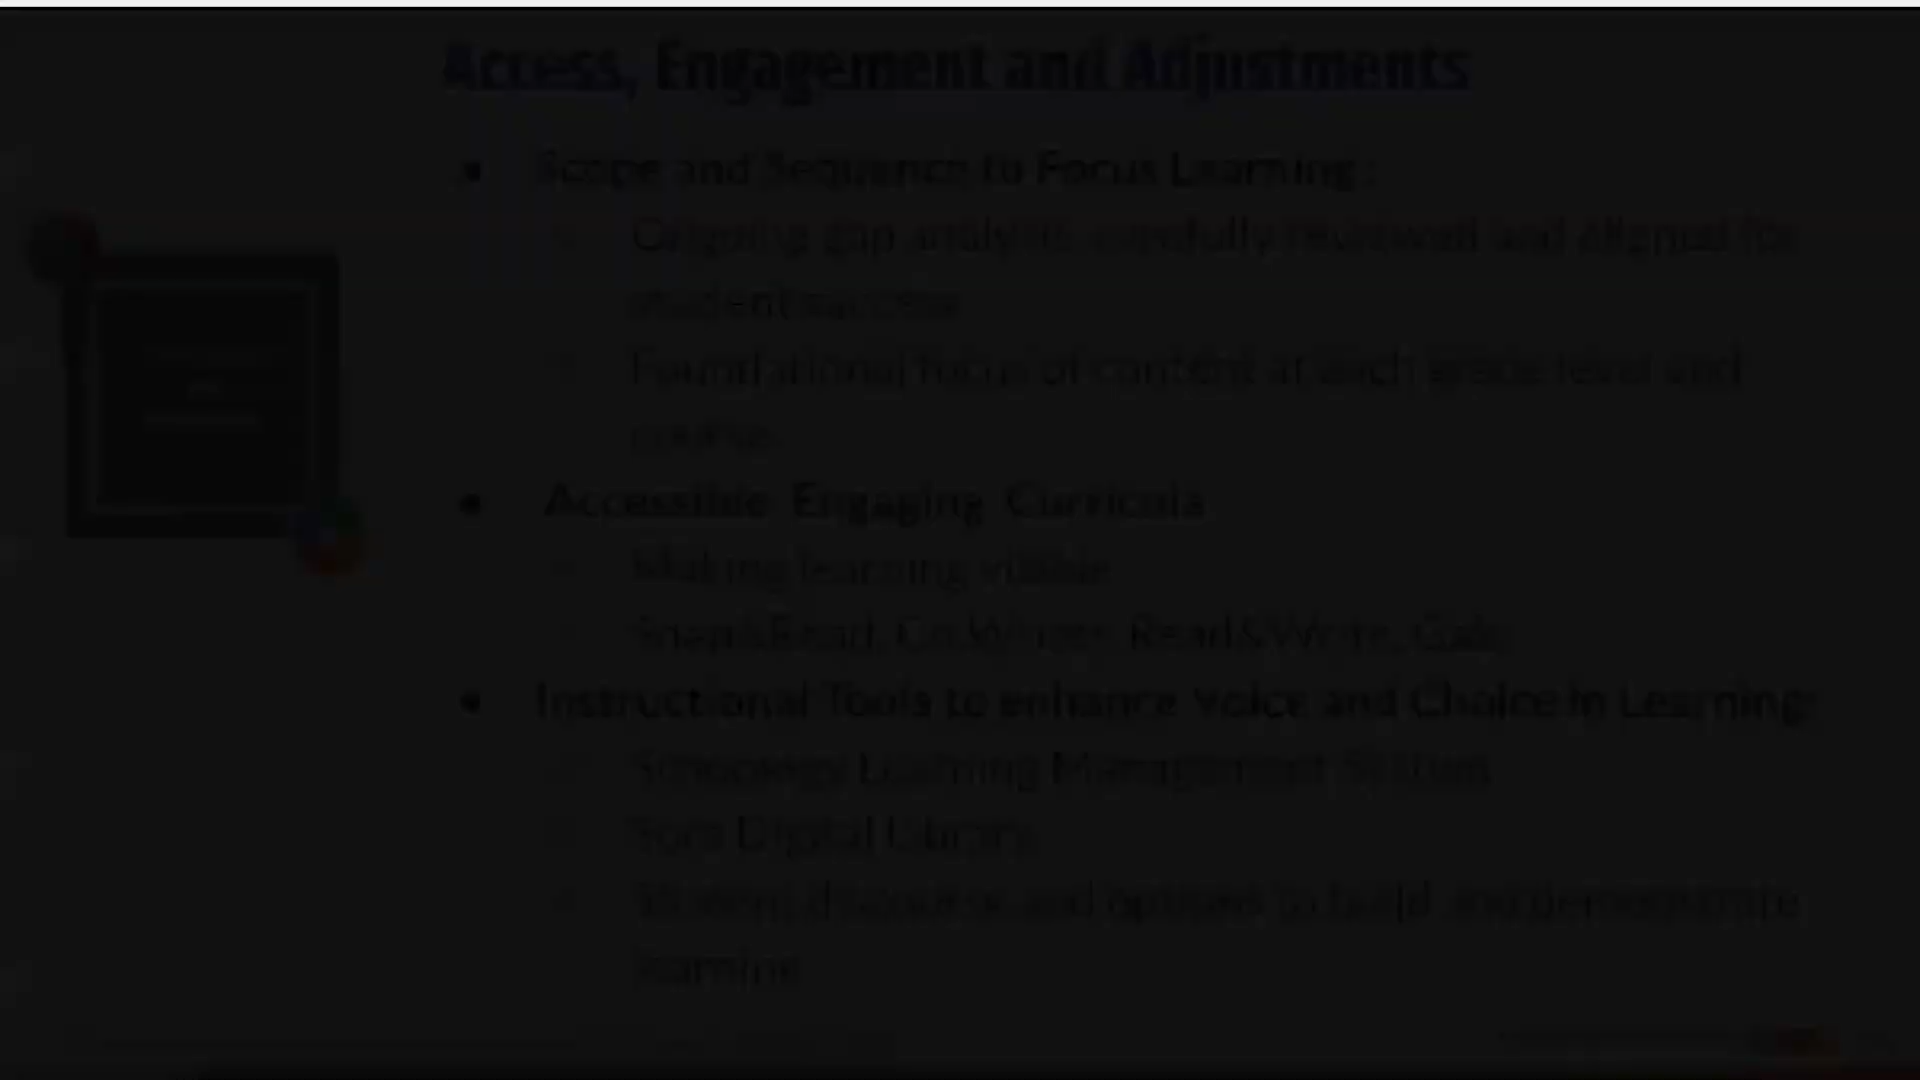 Access, Engagement and Adjustments
Scope and Sequence to Focus Learning:
Ongoing gap analysis, carefully reviewed and aligned for
student success
Foundational focus of content at each grade level and
course
Accessible Engaging Curricula
Making learning visible
Snap&Read, Co:Writer, Read&Write, Gale
Instructional Tools to enhance Voice and Choice in Learning:
Schoology Learning Management System
Sora Digital Library
Student discourse and options to build and demonstrate
learning